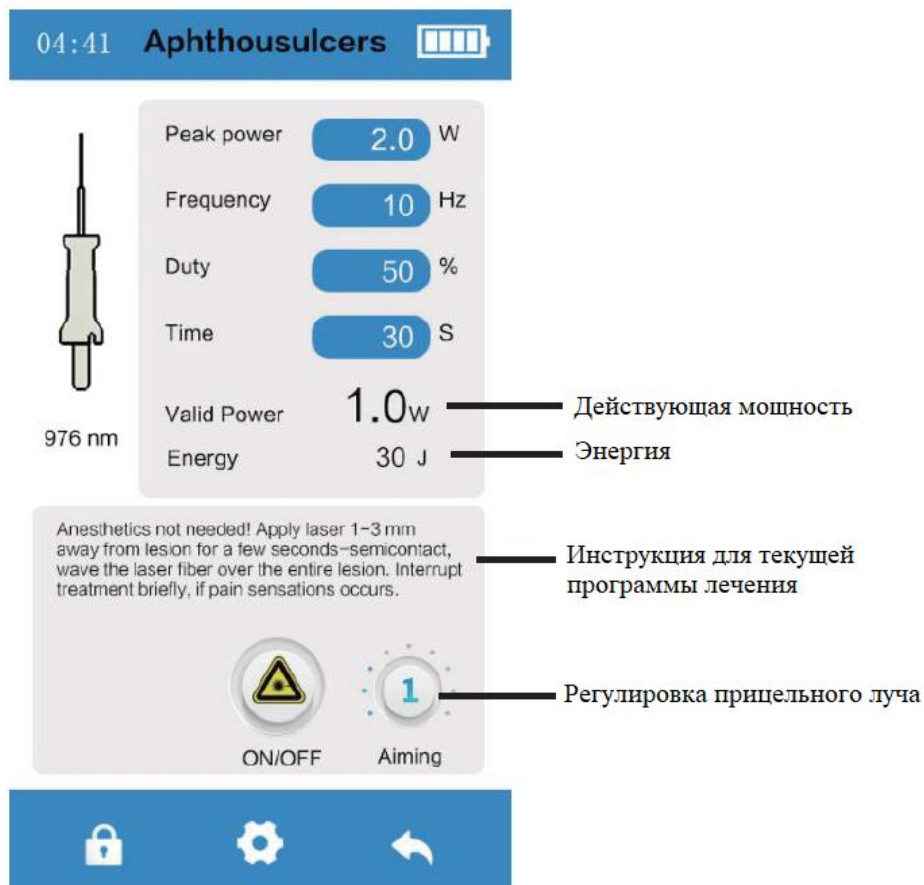 04:41 Aphthousulcers
Peak power 2.0 W
Frequency 10 Hz
Duty 50 %
Time 30 S
Valid Power 1.0w Действующая мощность
976 nm
Energy 30 J Энергия
Anesthetics not needed! Apply laser 1-3 mm
away from lesion for a few seconds-semicontact,
wave the laser fiber over the entire lesion. Interrupt
treatment briefly, if pain sensations occurs.
Инструкция для текущей
программы лечения
1 Регулировка прицельного луча
ON/OFF Aiming